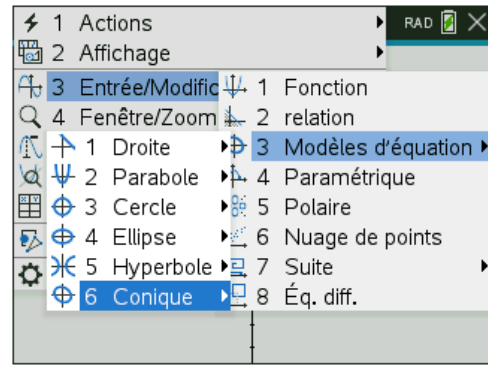 1 Actions
RAD
2 Affichage
3 Entrée/Modific
4 Fenêtre/Zoom
1 Fonction
2 relation
3 Modèles d'équation
4 Paramétrique
5 Polaire
6 Nuage de points
7 Suite
8 Éq. diff.
1 Droite
2 Parabole
3 Cercle
4 Ellipse
5 Hyperbole
6 Conique